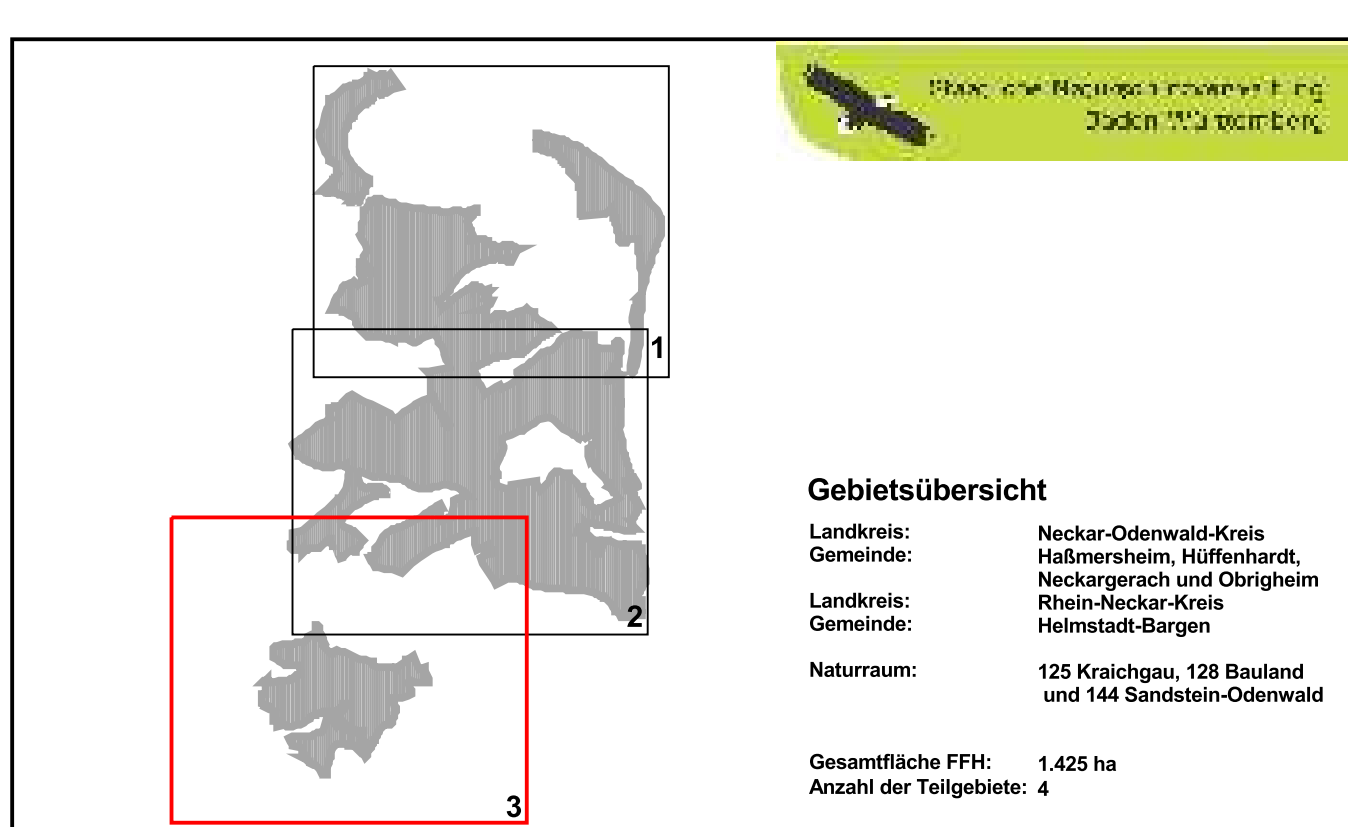 1
2
3
Gebietsübersicht
Landkreis: Neckar-Odenwald-Kreis
Gemeinde: Haßmersheim, Hüffenhardt,
Neckargerach und Obrigheim
Landkreis: Rhein-Neckar-Kreis
Gemeinde: Helmstadt-Bargen
Naturraum: 125 Kraichgau, 128 Bauland
und 144 Sandstein-Odenwald
Gesamtfläche FFH: 1.425 ha
Anzahl der Teilgebiete: 4